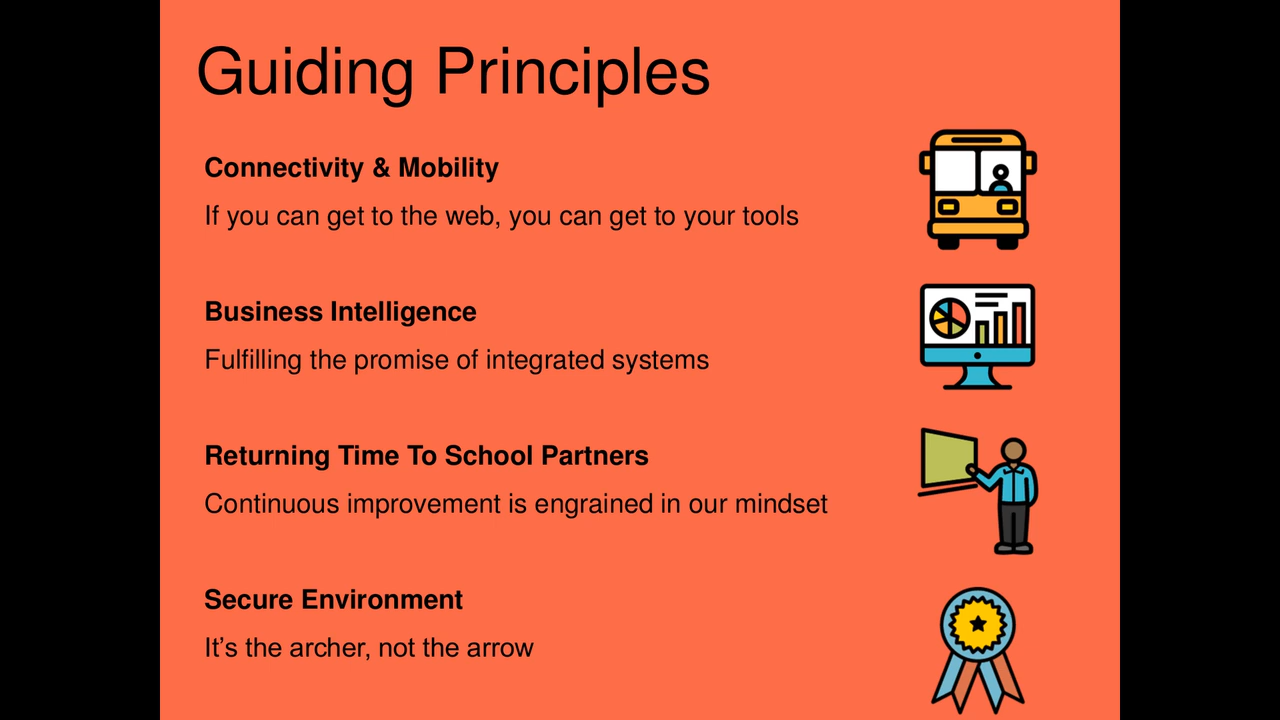 Guiding Principles
Connectivity & Mobility
If you can get to the web, you can get to your tools
Business Intelligence
Fulfilling the promise of integrated systems
Returning Time To School Partners
Continuous improvement is engrained in our mindset
Secure Environment
It’s the archer, not the arrow